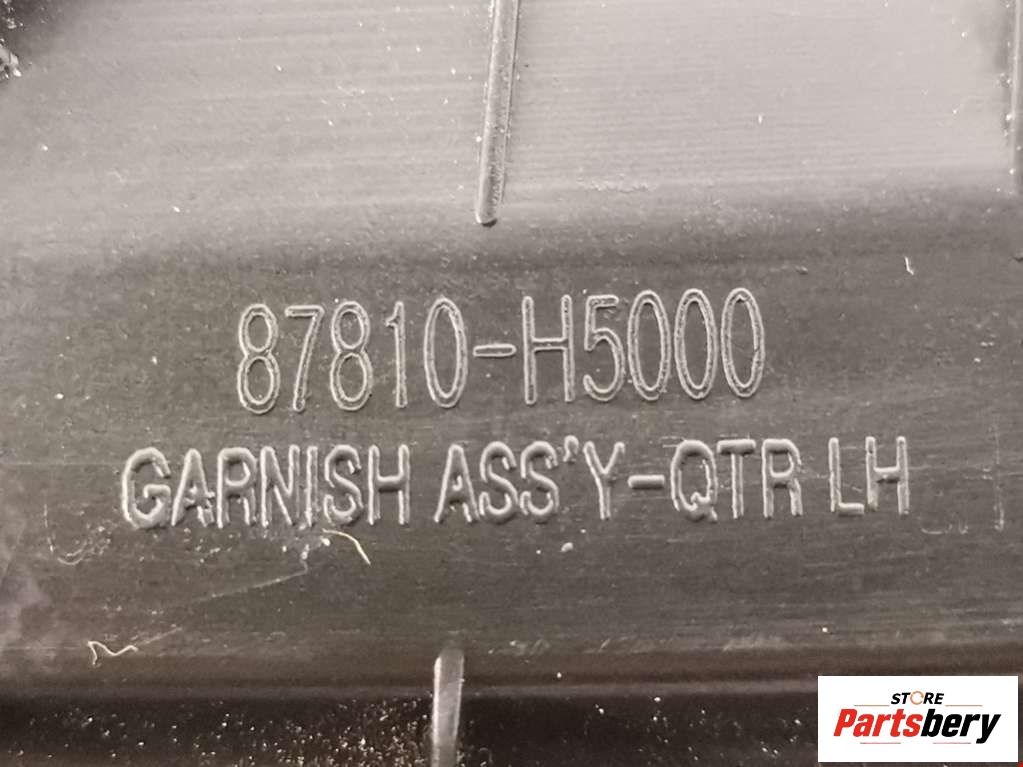 87810-H5000
GARNISH ASS'Y-QTR LH
STORE
Partsbery